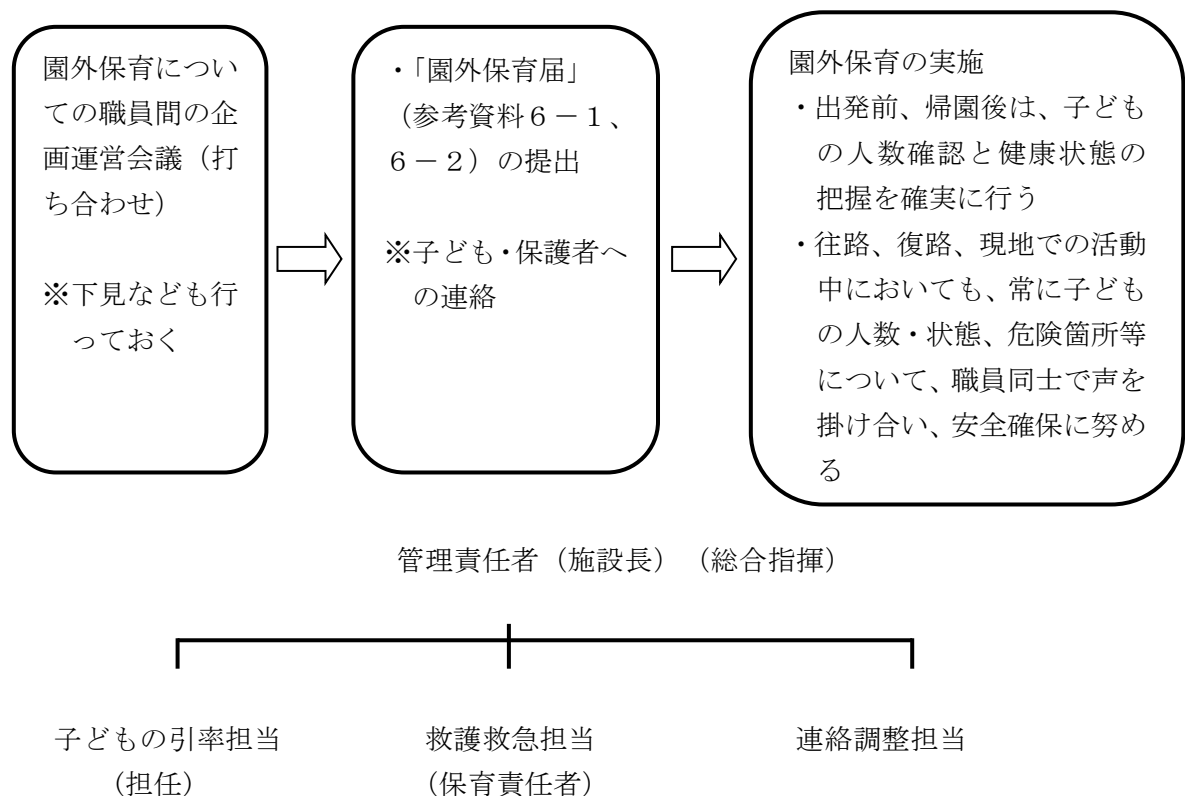 園外保育につい
ての職員間の企
画運営会議（打
ち合わせ）
※下見なども行
っておく
・「園外保育届」
（参考資料６－１、
６－２）の提出
※子ども・保護者へ
の連絡
園外保育の実施
・出発前、帰園後は、子ども
の人数確認と健康状態の
把握を確実に行う
・往路、復路、現地での活動
中においても、常に子ども
の人数・状態、危険箇所等
について、職員同士で声を
掛け合い、安全確保に努め
る
管理責任者（施設長）（総合指揮）
子どもの引率担当
（担任）
救護救急担当
（保育責任者）
連絡調整担当